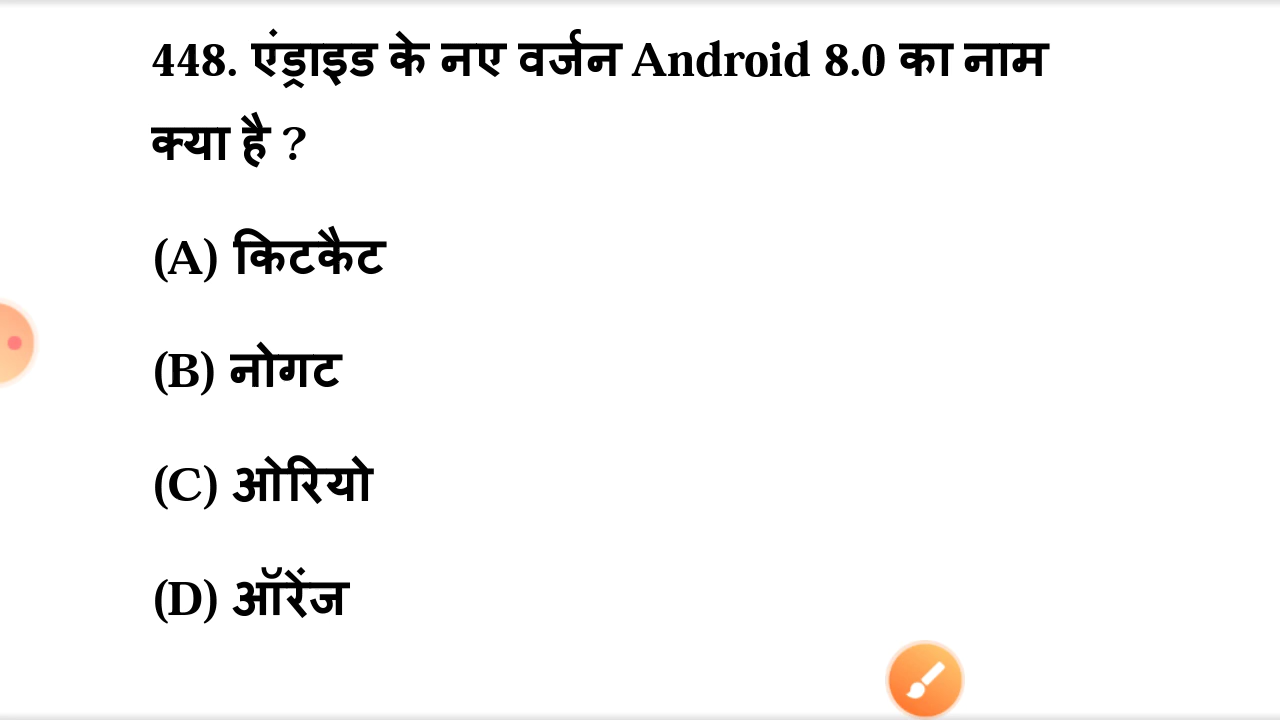 448. एंड्राइड के नए वर्जन Android 8.0 का नाम
क्या है ?
(A) किटकैट
(B) नोगट
(C) ओरियो
(D) ऑरेंज